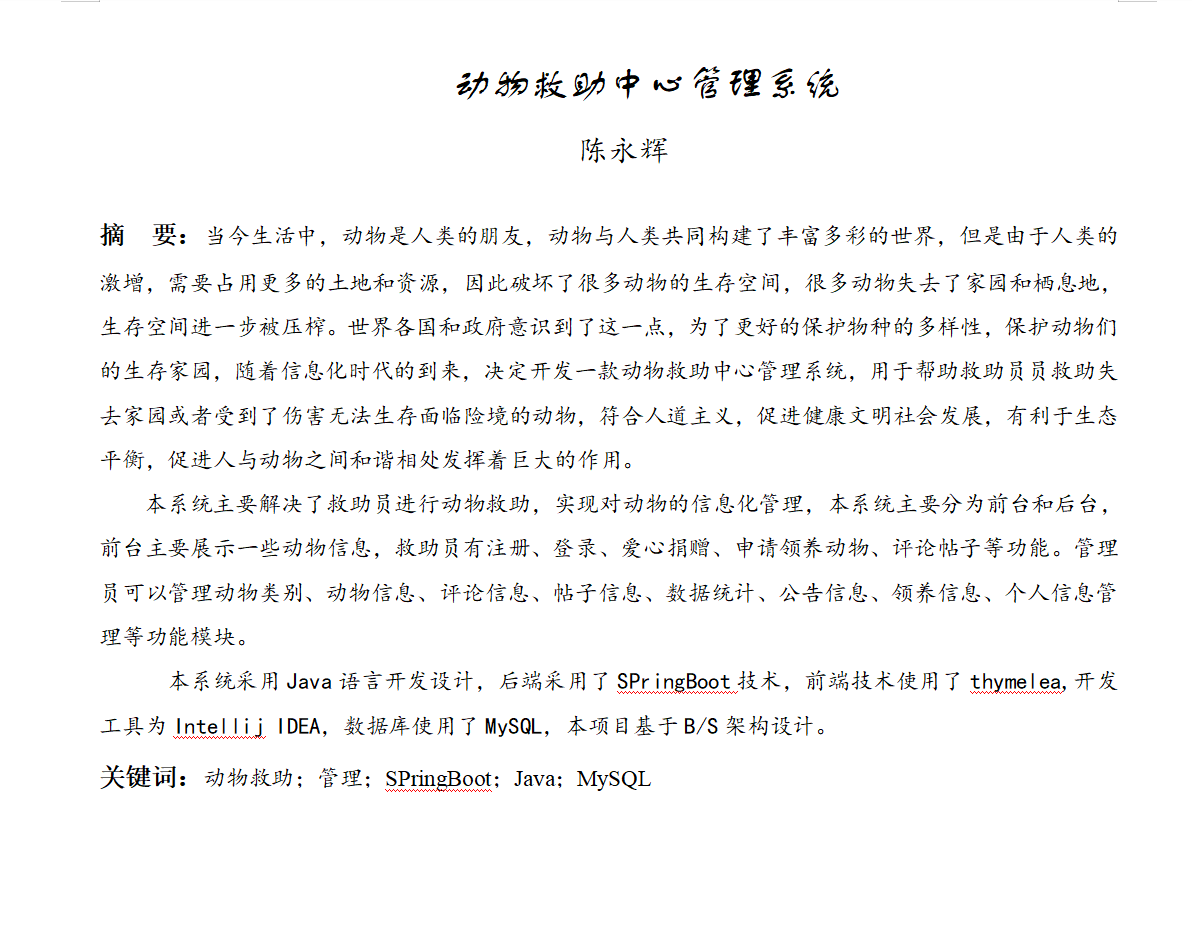 动物救助中心管理系统
陈永辉
摘　要：当今生活中，动物是人类的朋友，动物与人类共同构建了丰富多彩的世界，但是由于人类的
激增，需要占用更多的土地和资源，因此破坏了很多动物的生存空间，很多动物失去了家园和栖息地，
生存空间进一步被压榨。世界各国和政府意识到了这一点，为了更好的保护物种的多样性，保护动物们
的生存家园，随着信息化时代的到来，决定开发一款动物救助中心管理系统，用于帮助救助员员救助失
去家园或者受到了伤害无法生存面临险境的动物，符合人道主义，促进健康文明社会发展，有利于生态
平衡，促进人与动物之间和谐相处发挥着巨大的作用。
本系统主要解决了救助员进行动物救助，实现对动物的信息化管理，本系统主要分为前台和后台，
前台主要展示一些动物信息，救助员有注册、登录、爱心捐赠、申请领养动物、评论帖子等功能。管理
员可以管理动物类别、动物信息、评论信息、帖子信息、数据统计、公告信息、领养信息、个人信息管
理等功能模块。
本系统采用 Java 语言开发设计，后端采用了 SPringBoot 技术，前端技术使用了 thymelea,开发
工具为 Intellij IDEA，数据库使用了 MySQL，本项目基于 B/S 架构设计。
关键词：动物救助；管理；SPringBoot；Java；MySQL